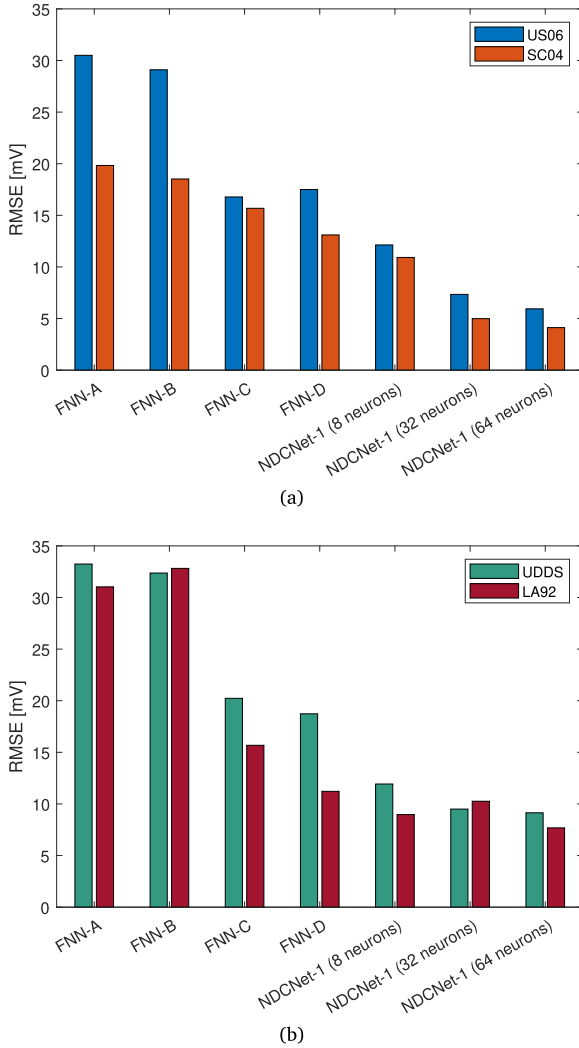 35
30
25
20
15
10
5
0
RMSE [mV]
US06
SC04
FNN-A
FNN-B
FNN-C
FNN-D
NDCNet-1 (8 neurons)
NDCNet-1 (32 neurons)
NDCNet-1 (64 neurons)
(a)
35
30
25
20
15
10
5
0
RMSE [mV]
UDDS
LA92
FNN-A
FNN-B
FNN-C
FNN-D
NDCNet-1 (8 neurons)
NDCNet-1 (32 neurons)
NDCNet-1 (64 neurons)
(b)